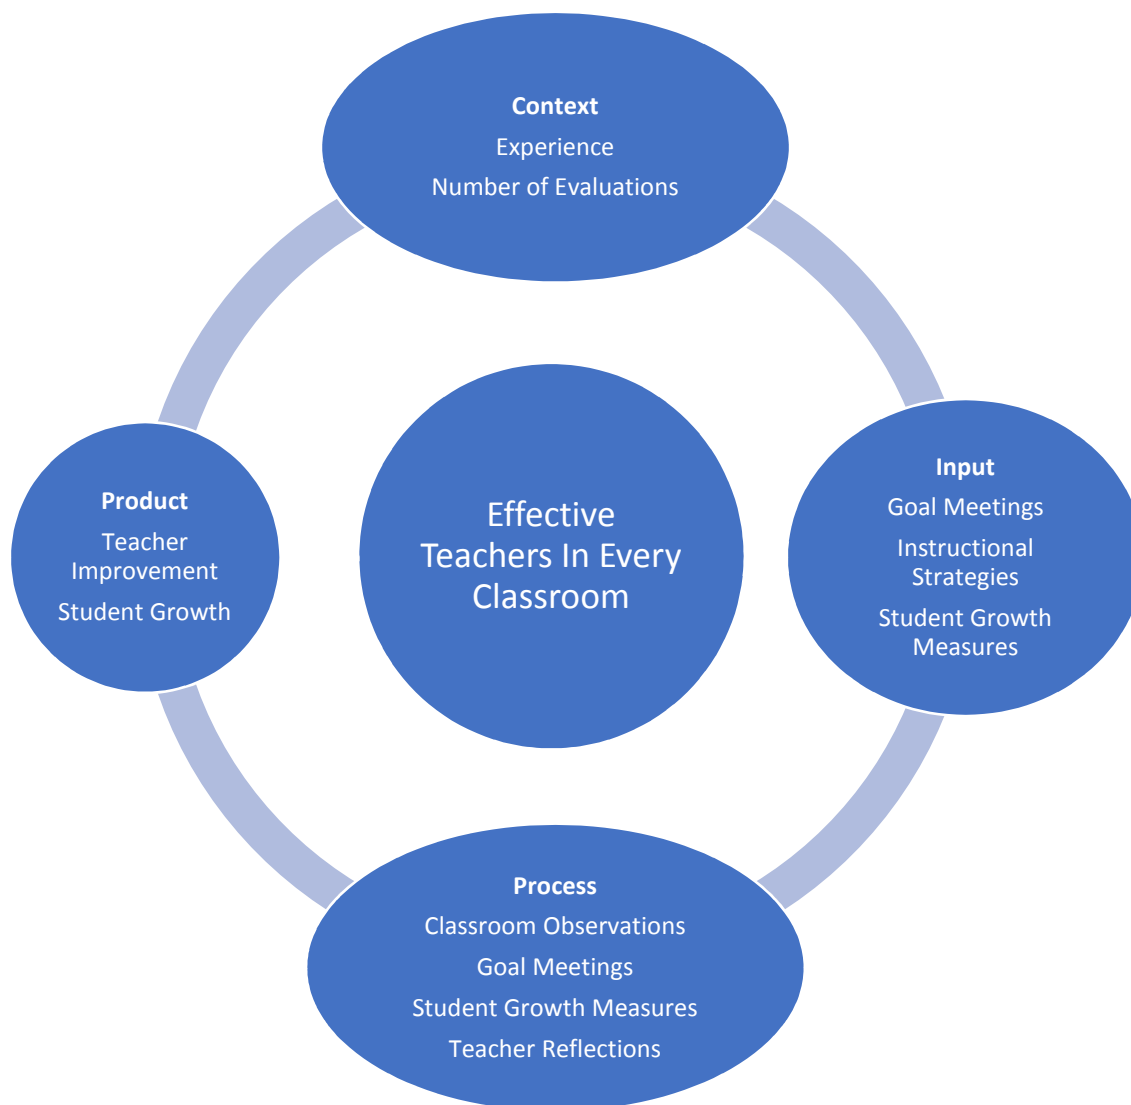 Context
Experience
Number of Evaluations
Input
Goal Meetings
Instructional
Strategies
Student Growth
Measures
Process
Classroom Observations
Goal Meetings
Student Growth Measures
Teacher Reflections
Product
Teacher
Improvement
Student Growth
Effective
Teachers In Every
Classroom